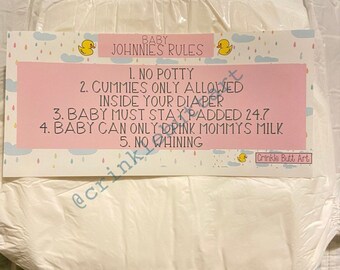 BABY
JOHNNIES RULES
1. NO POTTY
2. CUMMIES ONLY ALLOWED
INSIDE YOUR DIAPER
3. BABY MUST STAY PADDED 24.7
4. BABY CAN ONLY DRINK MOMMYS MILK
5. NO WHINING
Crinkle Butt Art
@crinklebuttart